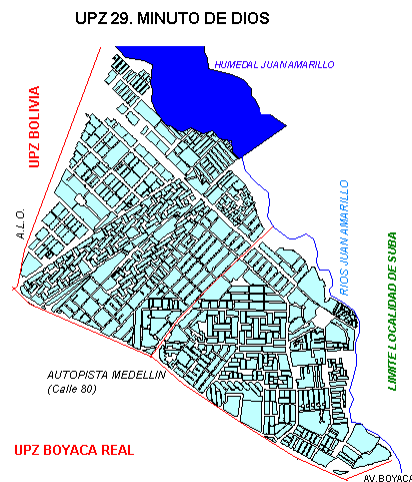 UPZ 29. MINUTO DE DIOS
HUMEDAL JUAN AMARILLO
UPZ BOLIVIA
A.L.O.
RIOS JUAN AMARILLO
LIMITE LOCALIDAD DE SUBA
AUTOPISTA MEDELLIN
(Calle 80)
UPZ BOYACA REAL
AV.BOYACA